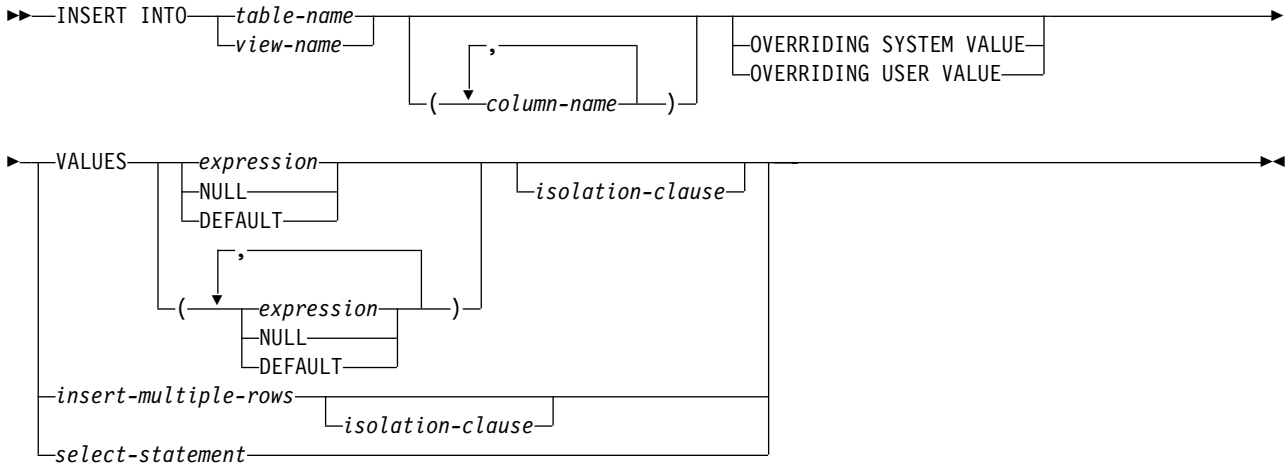 INSERT INTO table-name
view-name
,
( column-name )
OVERRIDING SYSTEM VALUE
OVERRIDING USER VALUE
VALUES expression
NULL
DEFAULT
isolation-clause
,
( expression )
NULL
DEFAULT
insert-multiple-rows
isolation-clause
select-statement